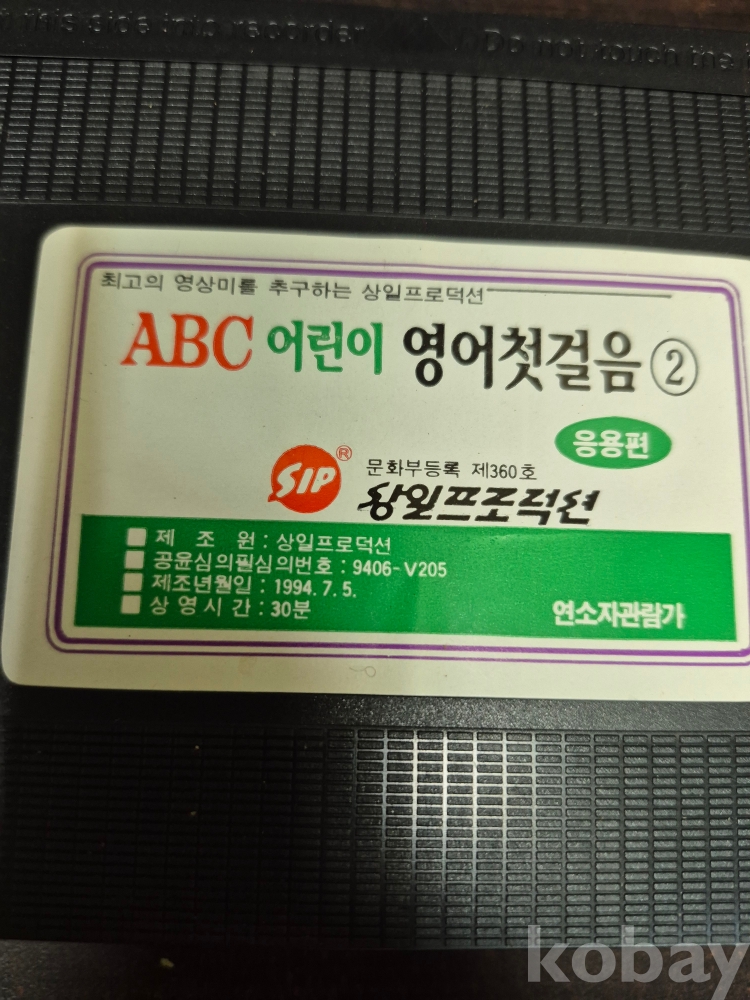 this side into recorder
Do not touch the
최고의 영상미를 추구하는 상일프로덕션
ABC 어린이 영어첫걸음 ②
응용편
SIP ®
문화부등록 제360호
상일프로덕션
■ 제 조 원 : 상일프로덕션
■ 공윤심의필심의번호 : 9406-V205
■ 제조년월일 : 1994. 7. 5.
■ 상영시간 : 30분
연소자관람가
kobay